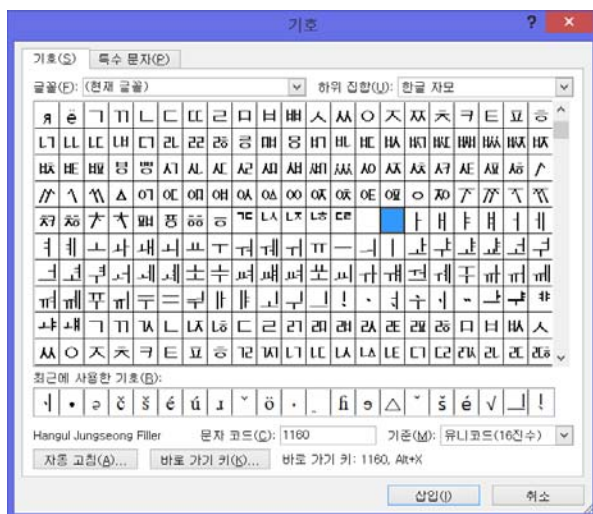 기호
기호(S) 특수 문자(P)
글꼴(F): (현재 글꼴) 하위 집합(U): 한글 자모
я ё ᄀ ᄁ ᄂ ᄃ ᄄ ᄅ ᄆ ᄇ ᄈ ᄉ ᄊ ᄋ ᄌ ᄍ ᄎ ᄏ ᄐ ᄑ ᄒ
ᄓ ᄔ ᄕ ᄖ ᄗ ᄘ ᄙ ᄚ ᄛ ᄜ ᄝ ᄞ ᄟ ᄠ ᄡ ᄢ ᄣ ᄤ ᄥ ᄦ ᄧ
ᄨ ᄩ ᄪ ᄫ ᄬ ᄭ ᄮ ᄯ ᄰ ᄱ ᄲ ᄳ ᄴ ᄵ ᄶ ᄷ ᄸ ᄹ ᄺ ᄻ ᄼ
ᄽ ᄾ ᄿ ᅀ ᅁ ᅂ ᅃ ᅄ ᅅ ᅆ ᅇ ᅈ ᅉ ᅊ ᅋ ᅌ ᅍ ᅎ ᅏ ᅐ ᅑ
ᅒ ᅓ ᅔ ᅕ ᅖ ᅗ ᅘ ᅙ ᅚ ᅛ ᅜ ᅝ ᅞ ᅡ ᅢ ᅣ ᅤ ᅥ ᅦ
ᅧ ᅨ ᅩ ᅪ ᅫ ᅬ ᅭ ᅮ ᅯ ᅰ ᅱ ᅲ ᅳ ᅴ ᅵ ᅶ ᅷ ᅸ ᅹ ᅺ ᅻ
ᅼ ᅽ ᅾ ᅿ ᆀ ᆁ ᆂ ᆃ ᆄ ᆅ ᆆ ᆇ ᆈ ᆉ ᆊ ᆋ ᆌ ᆍ ᆎ ᆏ ᆐ
ᆑ ᆒ ᆓ ᆔ ᆕ ᆖ ᆗ ᆘ ᆙ ᆚ ᆛ ᆜ ᆝ ᆞ ᆟ ᆠ ᆡ ᆢ ᆣ ᆤ ᆥ
ᆦ ᆧ ᆨ ᆩ ᆪ ᆫ ᆬ ᆭ ᆮ ᆯ ᆰ ᆱ ᆲ ᆳ ᆴ ᆵ ᆶ ᆷ ᆸ ᆹ ᆺ
ᆻ ᆼ ᆽ ᆾ ᆿ ᇀ ᇁ ᇂ ᇃ ᇄ ᇅ ᇆ ᇇ ᇈ ᇉ ᇊ ᇋ ᇌ ᇍ ᇎ ᇏ
최근에 사용한 기호(R):
ᆡ • ə č š é ú ɪ ˇ ö · ˍ ɦ ɘ △ ˇ š é √ ᆜ ᆝ
Hangul Jungseong Filler 문자 코드(C): 1160 기준(M): 유니코드(16진수)
자동 고침(A)... 바로 가기 키(K)... 바로 가기 키: 1160, Alt+X
삽입(I) 취소